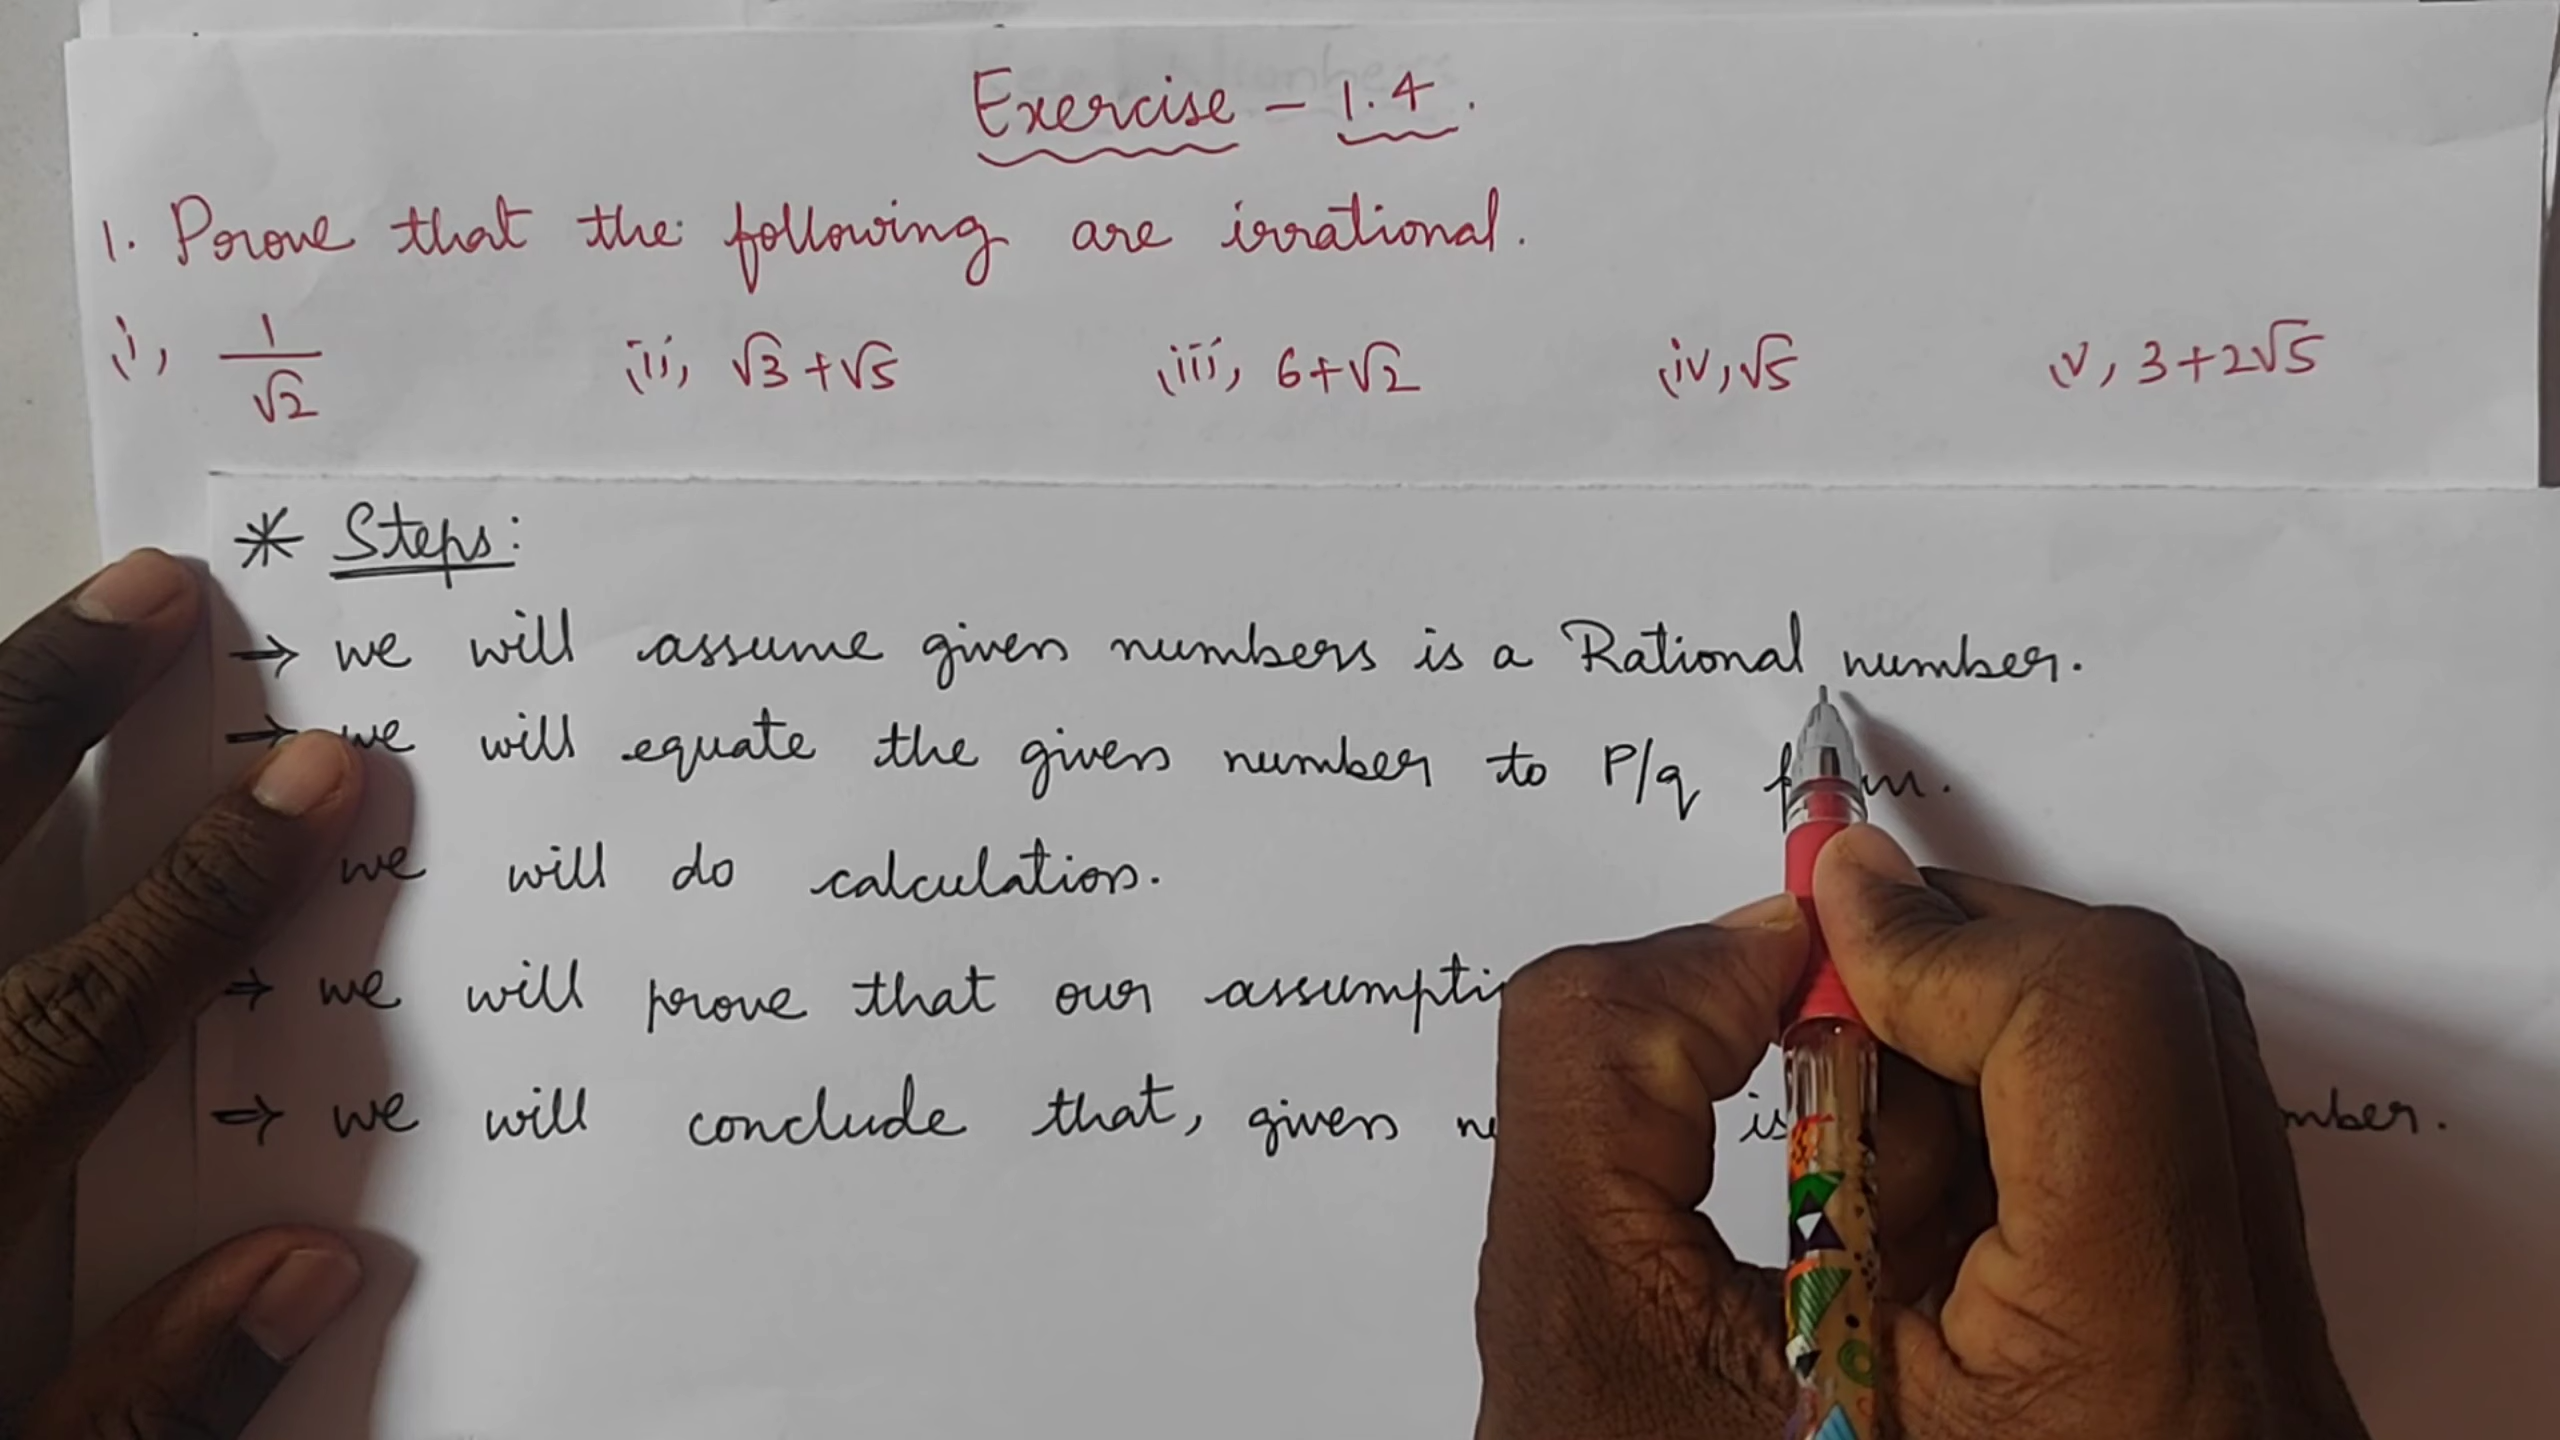 Exercise - 1.4.
1. Prove that the following are irrational.
(i, 1/√2 (ii, √3+√5 (iii, 6+√2 (iv, √5 (v, 3+2√5
* Steps:
→ we will assume given numbers is a Rational number.
→ we will equate the given number to P/q
we will do calculation.
→ we will prove that our
→ we will conclude that, given is